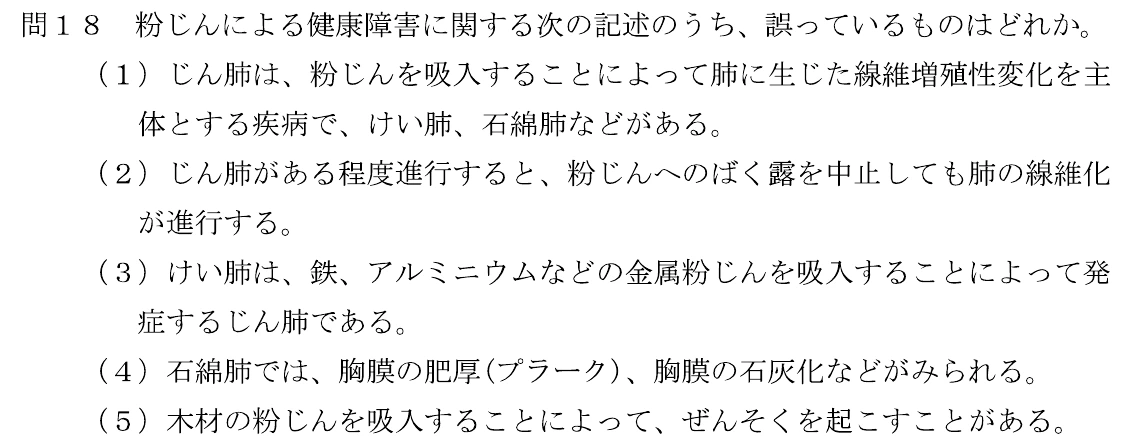 問１８　粉じんによる健康障害に関する次の記述のうち、誤っているものはどれか。
（１）じん肺は、粉じんを吸入することによって肺に生じた線維増殖性変化を主
体とする疾病で、けい肺、石綿肺などがある。
（２）じん肺がある程度進行すると、粉じんへのばく露を中止しても肺の線維化
が進行する。
（３）けい肺は、鉄、アルミニウムなどの金属粉じんを吸入することによって発
症するじん肺である。
（４）石綿肺では、胸膜の肥厚(プラーク)、胸膜の石灰化などがみられる。
（５）木材の粉じんを吸入することによって、ぜんそくを起こすことがある。